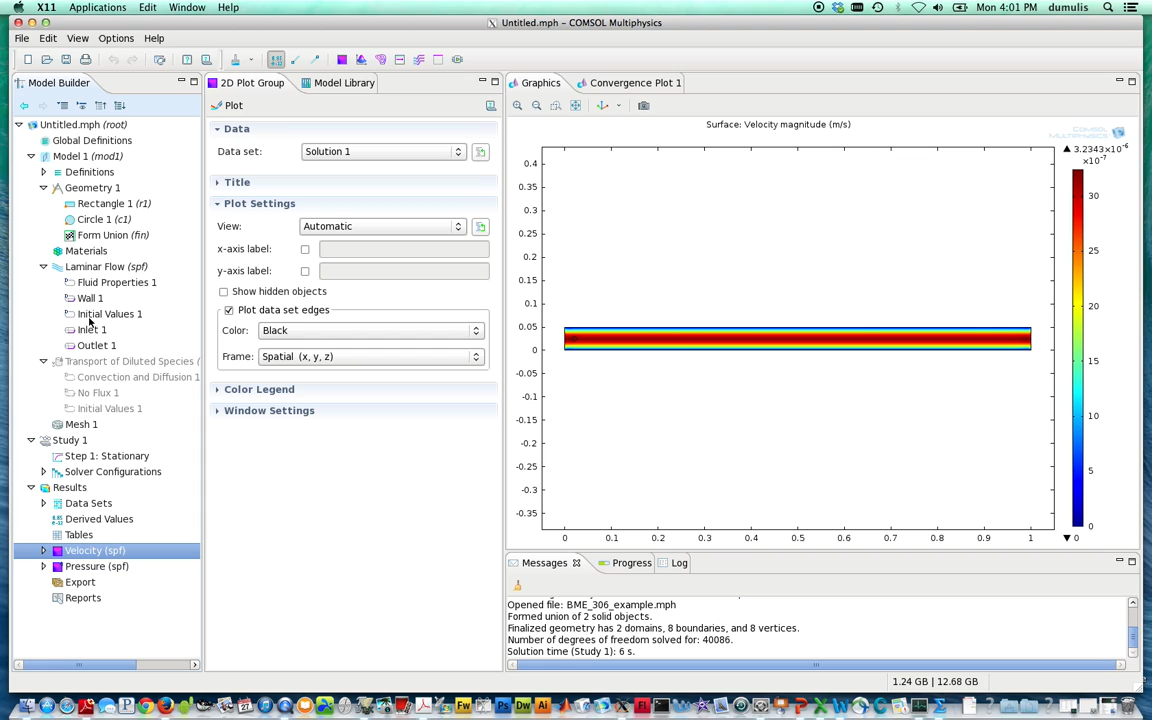 X11 Applications Edit Window Help
Mon 4:01 PM dumulis
Untitled.mph – COMSOL Multiphysics
File Edit View Options Help
Model Builder
2D Plot Group Model Library
Graphics Convergence Plot 1
Plot
Untitled.mph (root)
Global Definitions
Model 1 (mod1)
Definitions
Geometry 1
Rectangle 1 (r1)
Circle 1 (c1)
Form Union (fin)
Materials
Laminar Flow (spf)
Fluid Properties 1
Wall 1
Initial Values 1
Inlet 1
Outlet 1
Transport of Diluted Species (
Convection and Diffusion 1
No Flux 1
Initial Values 1
Mesh 1
Study 1
Step 1: Stationary
Solver Configurations
Results
Data Sets
Derived Values
Tables
Velocity (spf)
Pressure (spf)
Export
Reports
Data
Data set: Solution 1
Title
Plot Settings
View: Automatic
x-axis label:
y-axis label:
Show hidden objects
Plot data set edges
Color: Black
Frame: Spatial (x, y, z)
Color Legend
Window Settings
Surface: Velocity magnitude (m/s)
COMSOL
▲ 3.2343×10⁻⁶
×10⁻⁷
0.4
0.35
0.3
0.25
0.2
0.15
0.1
0.05
0
-0.05
-0.1
-0.15
-0.2
-0.25
-0.3
-0.35
0 0.1 0.2 0.3 0.4 0.5 0.6 0.7 0.8 0.9 1
30
25
20
15
10
5
0
▼ 0
Messages Progress Log
Opened file: BME_306_example.mph
Formed union of 2 solid objects.
Finalized geometry has 2 domains, 8 boundaries, and 8 vertices.
Number of degrees of freedom solved for: 40086.
Solution time (Study 1): 6 s.
1.24 GB | 12.68 GB
Fw Ps Dw Ai Fl